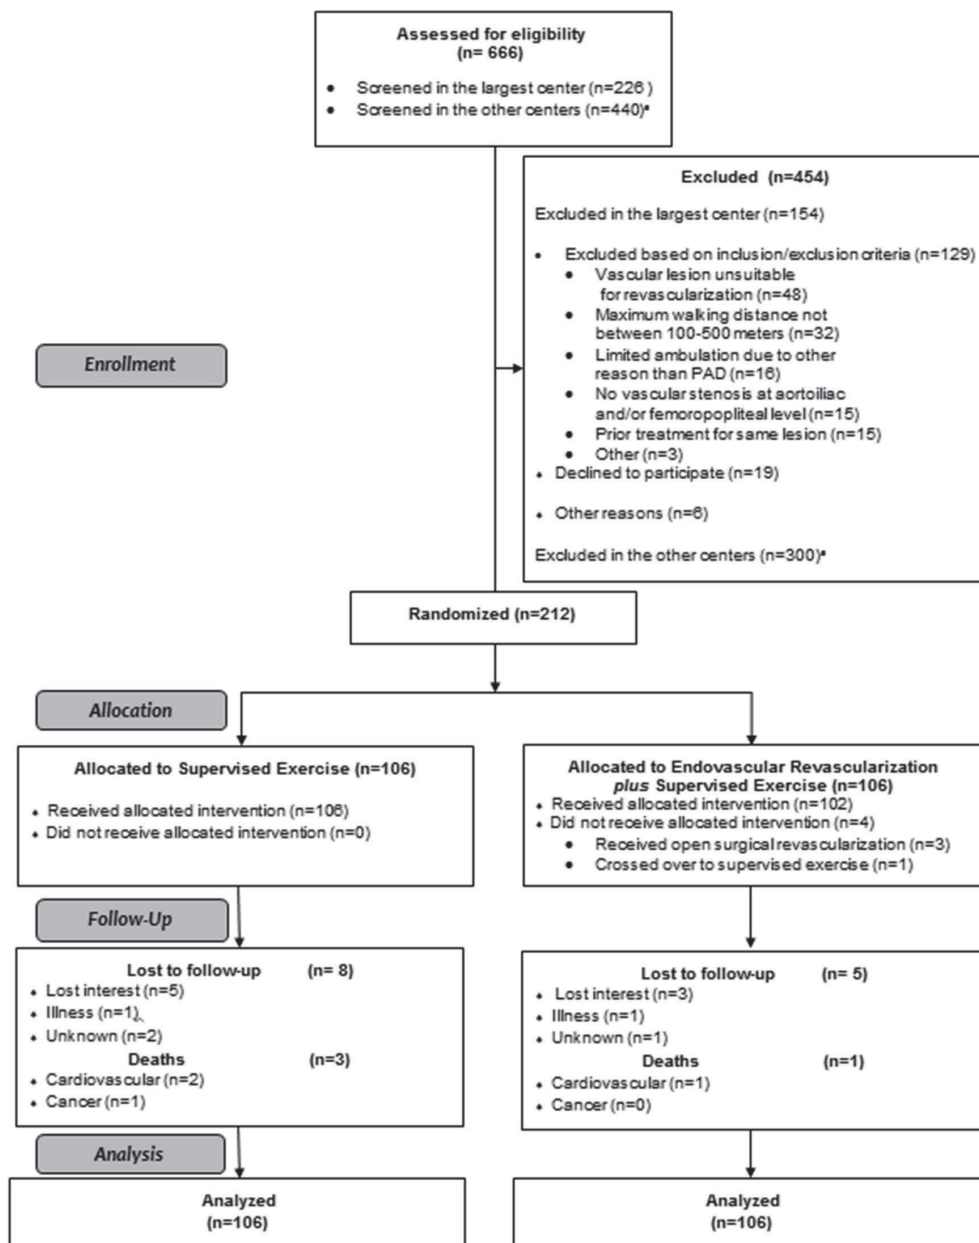 Assessed for eligibility
(n= 666)
• Screened in the largest center (n=226 )
• Screened in the other centers (n=440)ª
Excluded (n=454)
Excluded in the largest center (n=154)
• Excluded based on inclusion/exclusion criteria (n=129)
• Vascular lesion unsuitable
for revascularization (n=48)
• Maximum walking distance not
between 100-500 meters (n=32)
• Limited ambulation due to other
reason than PAD (n=16)
• No vascular stenosis at aortoiliac
and/or femoropopliteal level (n=15)
• Prior treatment for same lesion (n=15)
• Other (n=3)
• Declined to participate (n=19)
• Other reasons (n=6)
Excluded in the other centers (n=300)ª
Enrollment
Randomized (n=212)
Allocation
Allocated to Supervised Exercise (n=106)
• Received allocated intervention (n=106)
• Did not receive allocated intervention (n=0)
Allocated to Endovascular Revascularization
plus Supervised Exercise (n=106)
• Received allocated intervention (n=102)
• Did not receive allocated intervention (n=4)
• Received open surgical revascularization (n=3)
• Crossed over to supervised exercise (n=1)
Follow-Up
Lost to follow-up (n= 8)
• Lost interest (n=5)
• Illness (n=1)
• Unknown (n=2)
Deaths (n=3)
• Cardiovascular (n=2)
• Cancer (n=1)
Lost to follow-up (n= 5)
• Lost interest (n=3)
• Illness (n=1)
• Unknown (n=1)
Deaths (n=1)
• Cardiovascular (n=1)
• Cancer (n=0)
Analysis
Analyzed
(n=106)
Analyzed
(n=106)